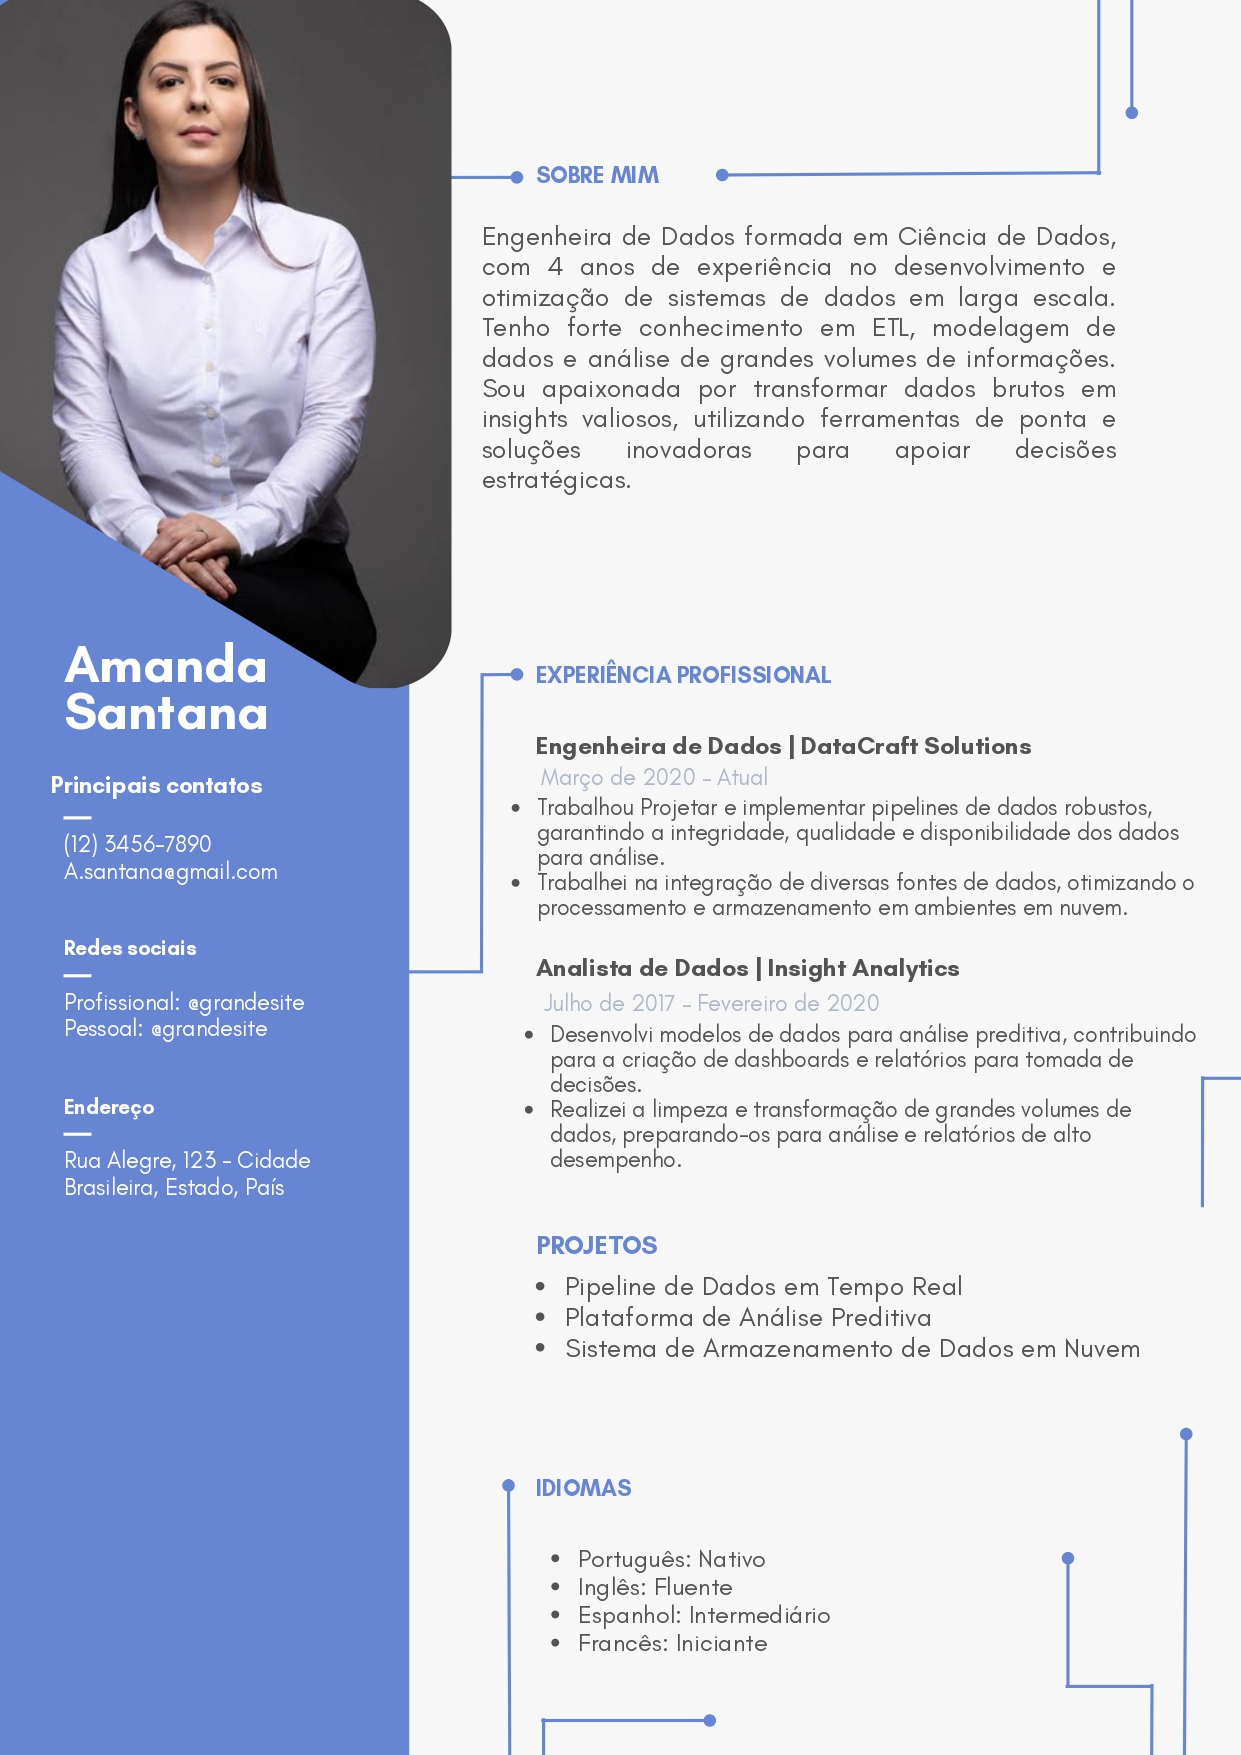 Amanda
Santana
Principais contatos
(12) 3456-7890
A.santana@gmail.com
Redes sociais
Profissional: @grandesite
Pessoal: @grandesite
Endereço
Rua Alegre, 123 - Cidade
Brasileira, Estado, País
SOBRE MIM
Engenheira de Dados formada em Ciência de Dados,
com 4 anos de experiência no desenvolvimento e
otimização de sistemas de dados em larga escala.
Tenho forte conhecimento em ETL, modelagem de
dados e análise de grandes volumes de informações.
Sou apaixonada por transformar dados brutos em
insights valiosos, utilizando ferramentas de ponta e
soluções inovadoras para apoiar decisões
estratégicas.
EXPERIÊNCIA PROFISSIONAL
Engenheira de Dados | DataCraft Solutions
Março de 2020 - Atual
• Trabalhou Projetar e implementar pipelines de dados robustos,
garantindo a integridade, qualidade e disponibilidade dos dados
para análise.
• Trabalhei na integração de diversas fontes de dados, otimizando o
processamento e armazenamento em ambientes em nuvem.
Analista de Dados | Insight Analytics
Julho de 2017 - Fevereiro de 2020
• Desenvolvi modelos de dados para análise preditiva, contribuindo
para a criação de dashboards e relatórios para tomada de
decisões.
• Realizei a limpeza e transformação de grandes volumes de
dados, preparando-os para análise e relatórios de alto
desempenho.
PROJETOS
• Pipeline de Dados em Tempo Real
• Plataforma de Análise Preditiva
• Sistema de Armazenamento de Dados em Nuvem
IDIOMAS
• Português: Nativo
• Inglês: Fluente
• Espanhol: Intermediário
• Francês: Iniciante